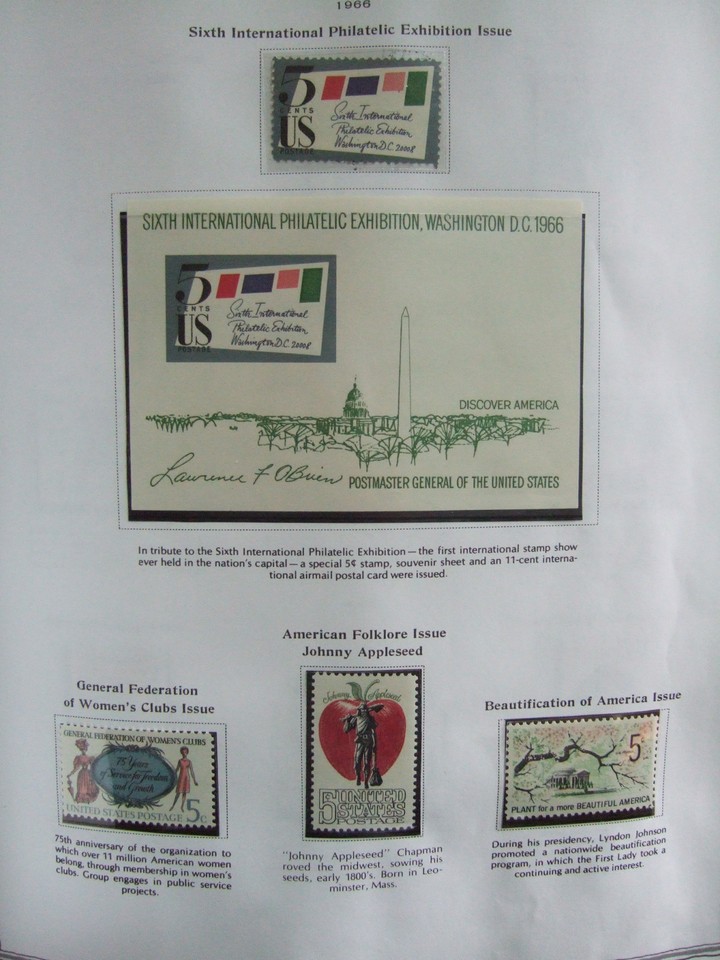 1966
Sixth International Philatelic Exhibition Issue
5
CENTS
US
POSTAGE
Sixth International
Philatelic Exhibition
Washington D.C. 20008
SIXTH INTERNATIONAL PHILATELIC EXHIBITION, WASHINGTON D.C. 1966
5
CENTS
US
POSTAGE
Sixth International
Philatelic Exhibition
Washington D.C. 20008
DISCOVER AMERICA
Lawrence F O'Brien POSTMASTER GENERAL OF THE UNITED STATES
In tribute to the Sixth International Philatelic Exhibition—the first international stamp show
ever held in the nation's capital—a special 5¢ stamp, souvenir sheet and an 11-cent interna-
tional airmail postal card were issued.
General Federation
of Women's Clubs Issue
GENERAL FEDERATION OF WOMEN'S CLUBS
75 Years
of Service for Freedom
and Growth
UNITED STATES POSTAGE 5c
75th anniversary of the organization to
which over 11 million American women
belong, through membership in women's
clubs. Group engages in public service
projects.
American Folklore Issue
Johnny Appleseed
Johnny Appleseed
5¢ UNITED
STATES
POSTAGE
"Johnny Appleseed" Chapman
roved the midwest, sowing his
seeds, early 1800's. Born in Leo-
minster, Mass.
Beautification of America Issue
5
PLANT for a more BEAUTIFUL AMERICA
During his presidency, Lyndon Johnson
promoted a nationwide beautification
program, in which the First Lady took a
continuing and active interest.